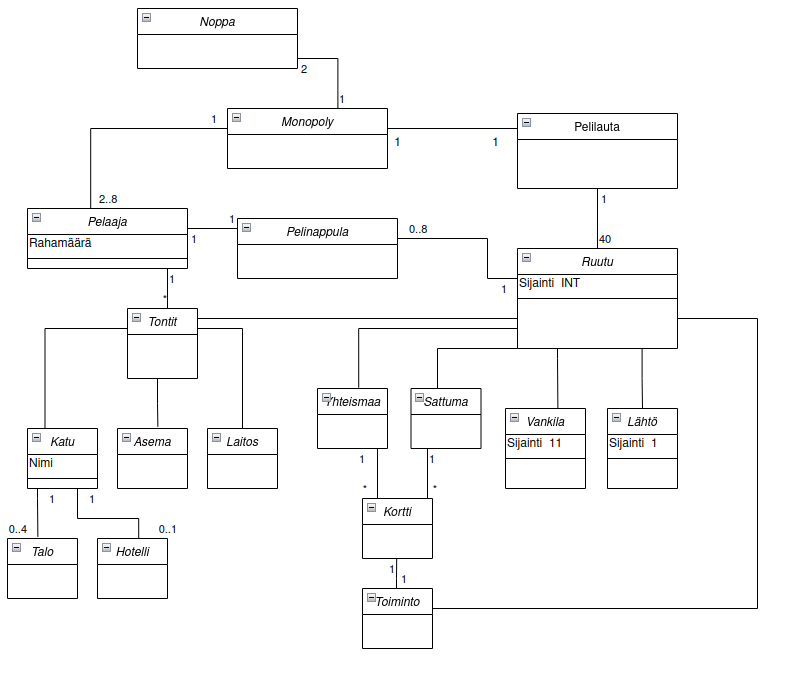 Noppa
2
1
Monopoly
1
1
1
Pelilauta
2..8
1
Pelaaja
Rahamäärä
1
1
Pelinappula
0..8
1
40
Ruutu
Sijainti INT
1
*
Tontit
Yhteismaa
Sattuma
Vankila
Sijainti 11
Lähtö
Sijainti 1
Katu
Nimi
Asema
Laitos
1
1
1
1
*
*
0..4
0..1
Talo
Hotelli
Kortti
1
1
Toiminto